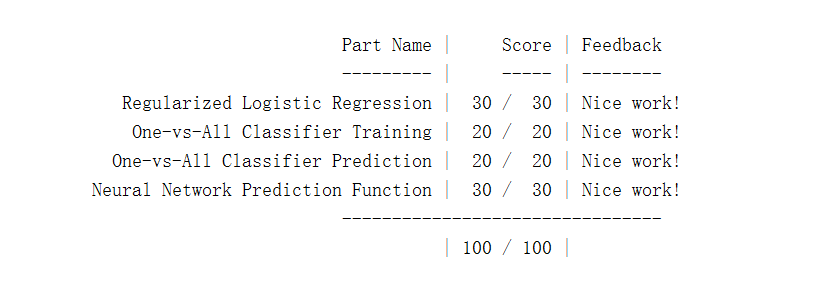 Part Name |     Score | Feedback
--------- |     ----- | --------
Regularized Logistic Regression |  30 /  30 | Nice work!
One-vs-All Classifier Training |  20 /  20 | Nice work!
One-vs-All Classifier Prediction |  20 /  20 | Nice work!
Neural Network Prediction Function |  30 /  30 | Nice work!
--------------------------------
| 100 / 100 |